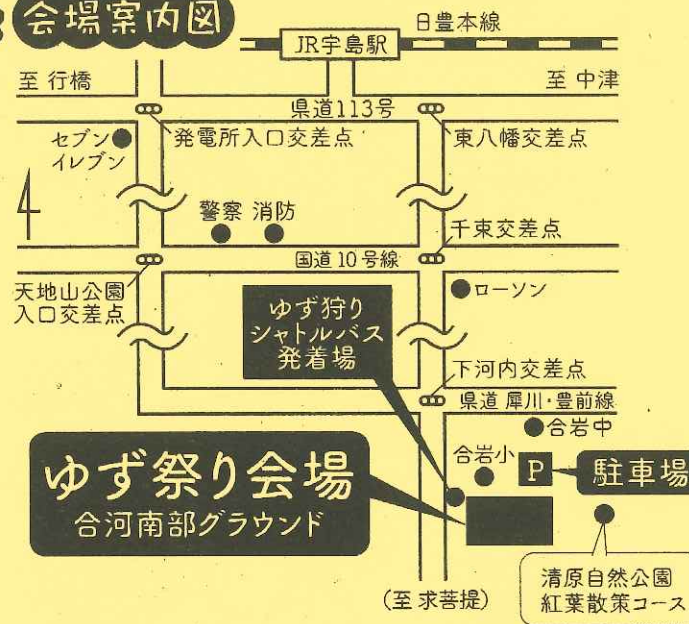 会場案内図
日豊本線
JR宇島駅
至 行橋
至 中津
県道113号
セブン
イレブン
発電所入口交差点
東八幡交差点
4
警察 消防
千束交差点
国道10号線
天地山公園
入口交差点
ローソン
ゆず狩り
シャトルバス
発着場
下河内交差点
県道 犀川・豊前線
合岩中
合岩小
P
駐車場
ゆず祭り会場
合河南部グラウンド
清原自然公園
紅葉散策コース
(至 求菩提)